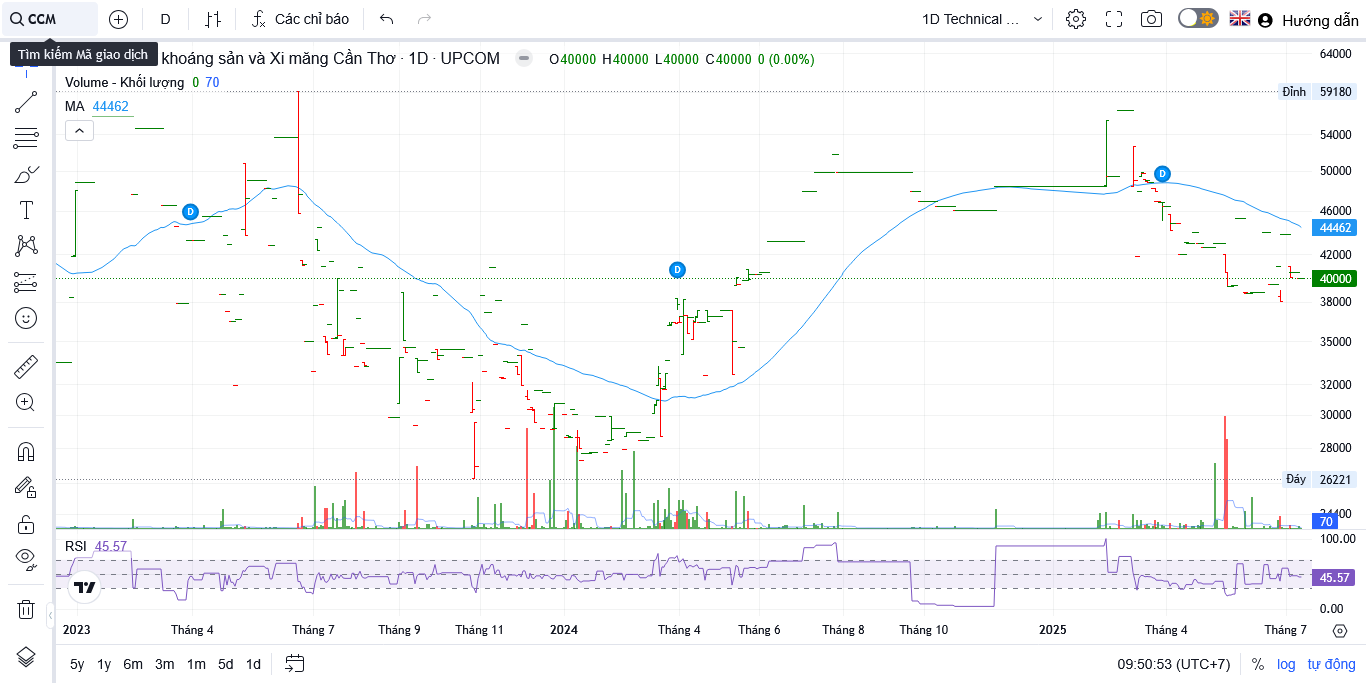 CCM
D
Các chỉ báo
1D Technical ...
Hướng dẫn
Tìm kiếm Mã giao dịch
khoáng sản và Xi măng Cần Thơ · 1D · UPCOM
O40000 H40000 L40000 C40000 0 (0.00%)
Volume - Khối lượng 0 70
MA 44462
64000
Đỉnh 59180
54000
50000
46000
44462
42000
40000
38000
35000
32000
30000
28000
Đáy 26221
24400
70
D
D
D
RSI 45.57
100.00
45.57
0.00
2023 Tháng 4 Tháng 7 Tháng 9 Tháng 11 2024 Tháng 4 Tháng 6 Tháng 8 Tháng 10 2025 Tháng 4 Tháng 7
5y 1y 6m 3m 1m 5d 1d
09:50:53 (UTC+7) % log tự động